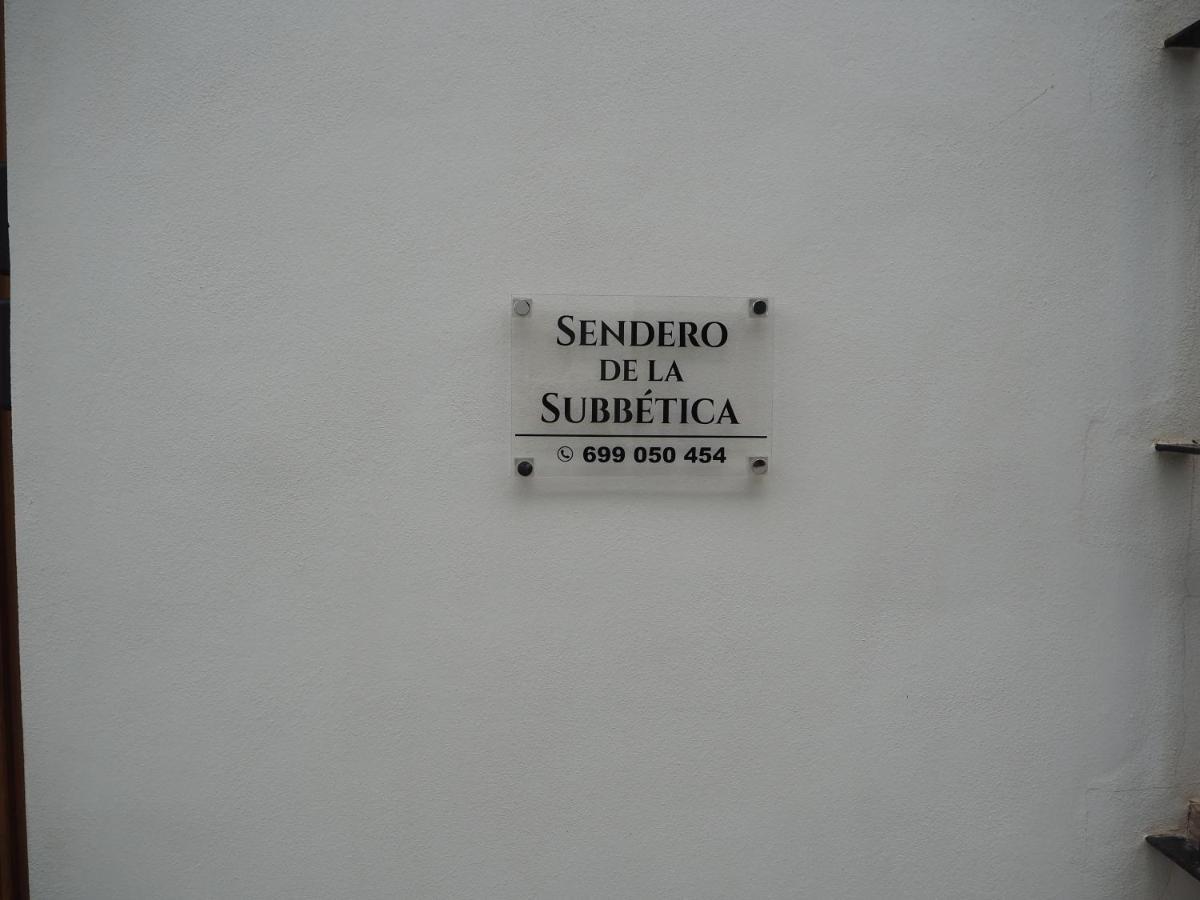 SENDERO
DE LA
SUBBÉTICA
699 050 454